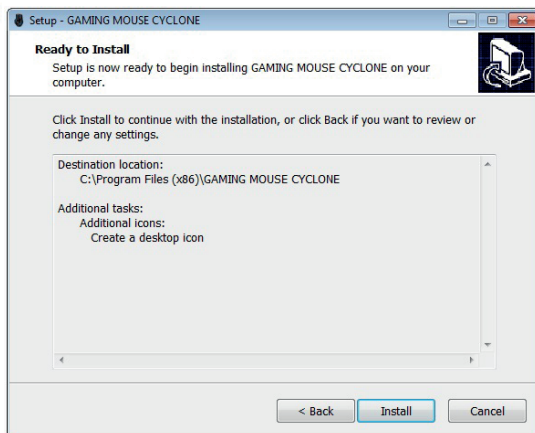 Setup - GAMING MOUSE CYCLONE
Ready to Install
Setup is now ready to begin installing GAMING MOUSE CYCLONE on your
computer.
Click Install to continue with the installation, or click Back if you want to review or
change any settings.
Destination location:
C:\Program Files (x86)\GAMING MOUSE CYCLONE
Additional tasks:
Additional icons:
Create a desktop icon
< Back
Install
Cancel